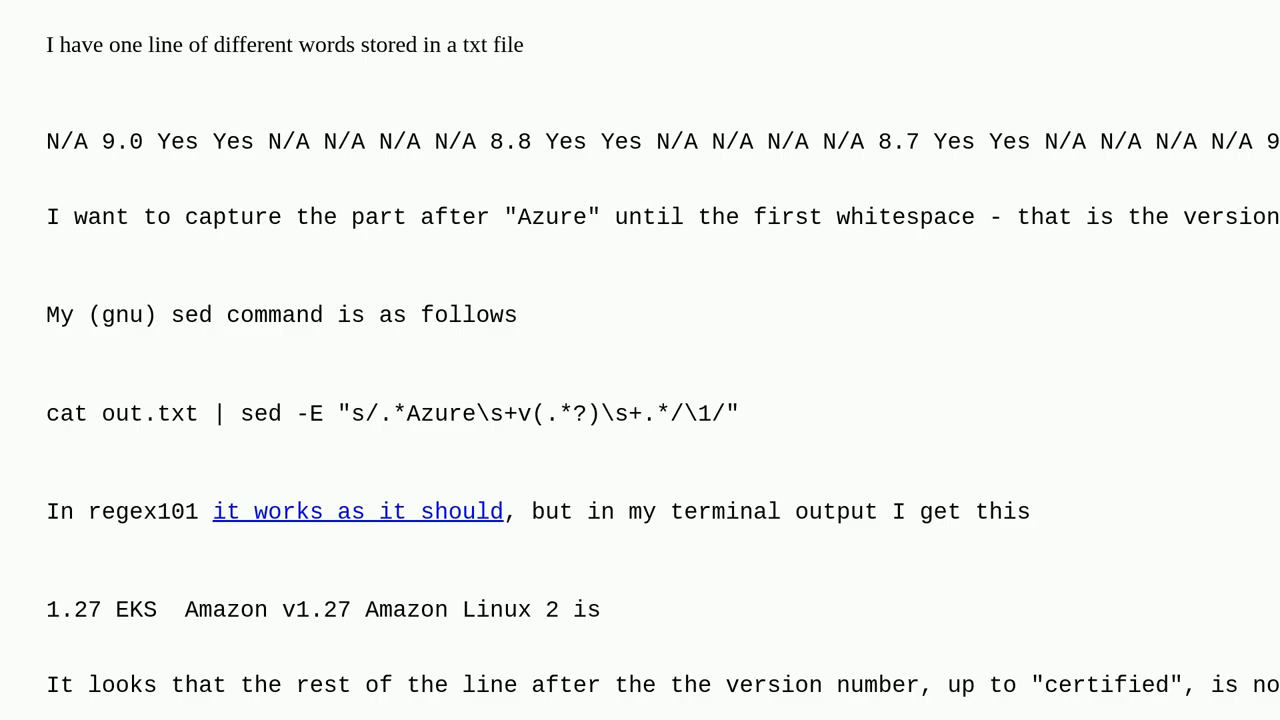 I have one line of different words stored in a txt file
N/A 9.0 Yes Yes N/A N/A N/A N/A 8.8 Yes Yes N/A N/A N/A N/A 8.7 Yes Yes N/A N/A N/A N/A 9
I want to capture the part after "Azure" until the first whitespace - that is the version
My (gnu) sed command is as follows
cat out.txt | sed -E "s/.*Azure\s+v(.*?)\s+.*/\1/"
In regex101 it works as it should, but in my terminal output I get this
1.27 EKS  Amazon v1.27 Amazon Linux 2 is
It looks that the rest of the line after the the version number, up to "certified", is no